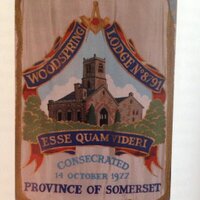 WOODSPRING LODGE Nº 8791
ESSE QUAM VIDERI
CONSECRATED
14 OCTOBER 1977
PROVINCE OF SOMERSET